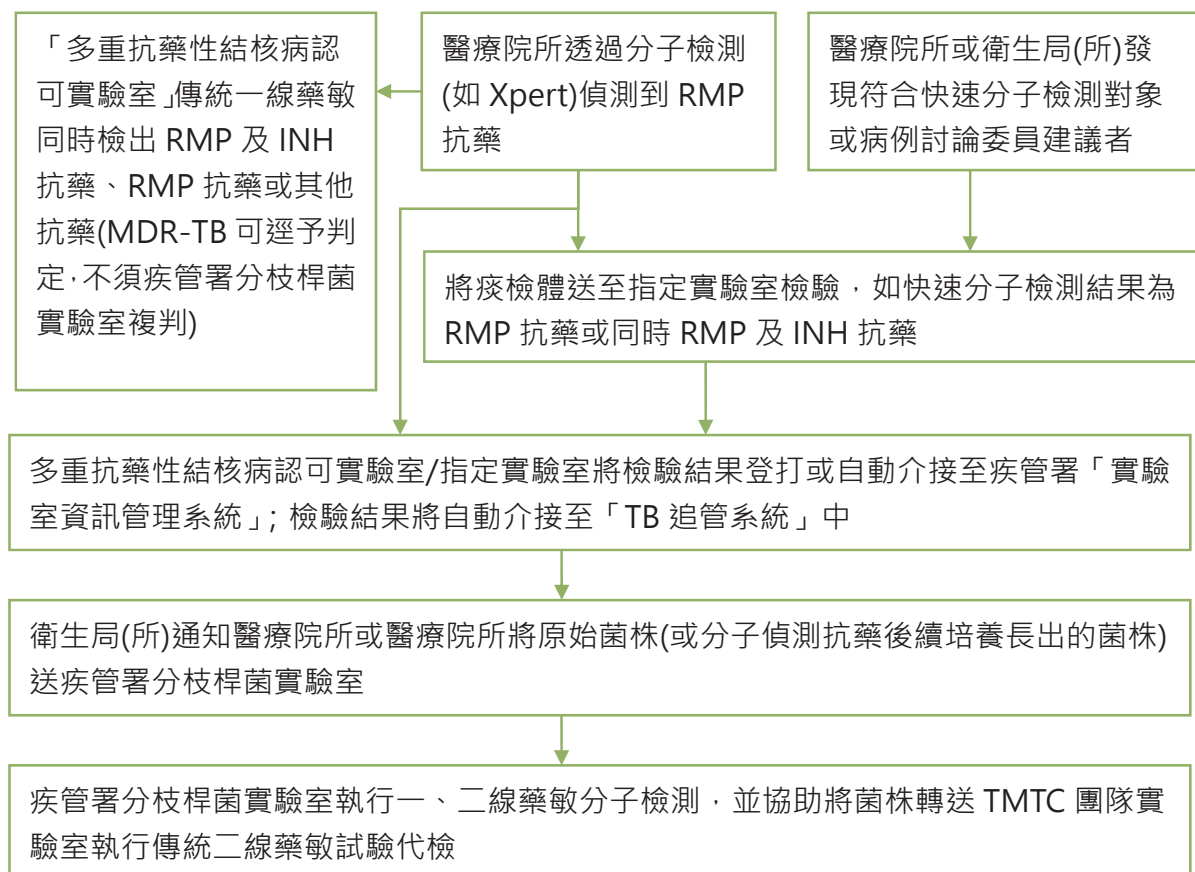 「多重抗藥性結核病認
可實驗室」傳統一線藥敏
同時檢出 RMP 及 INH
抗藥、RMP 抗藥或其他
抗藥(MDR-TB 可逕予判
定,不須疾管署分枝桿菌
實驗室複判)
醫療院所透過分子檢測
(如 Xpert)偵測到 RMP
抗藥
醫療院所或衛生局(所)發
現符合快速分子檢測對象
或病例討論委員建議者
將痰檢體送至指定實驗室檢驗,如快速分子檢測結果為
RMP 抗藥或同時 RMP 及 INH 抗藥
多重抗藥性結核病認可實驗室/指定實驗室將檢驗結果登打或自動介接至疾管署「實驗
室資訊管理系統」; 檢驗結果將自動介接至「TB 追管系統」中
衛生局(所)通知醫療院所或醫療院所將原始菌株(或分子偵測抗藥後續培養長出的菌株)
送疾管署分枝桿菌實驗室
疾管署分枝桿菌實驗室執行一、二線藥敏分子檢測,並協助將菌株轉送 TMTC 團隊實
驗室執行傳統二線藥敏試驗代檢